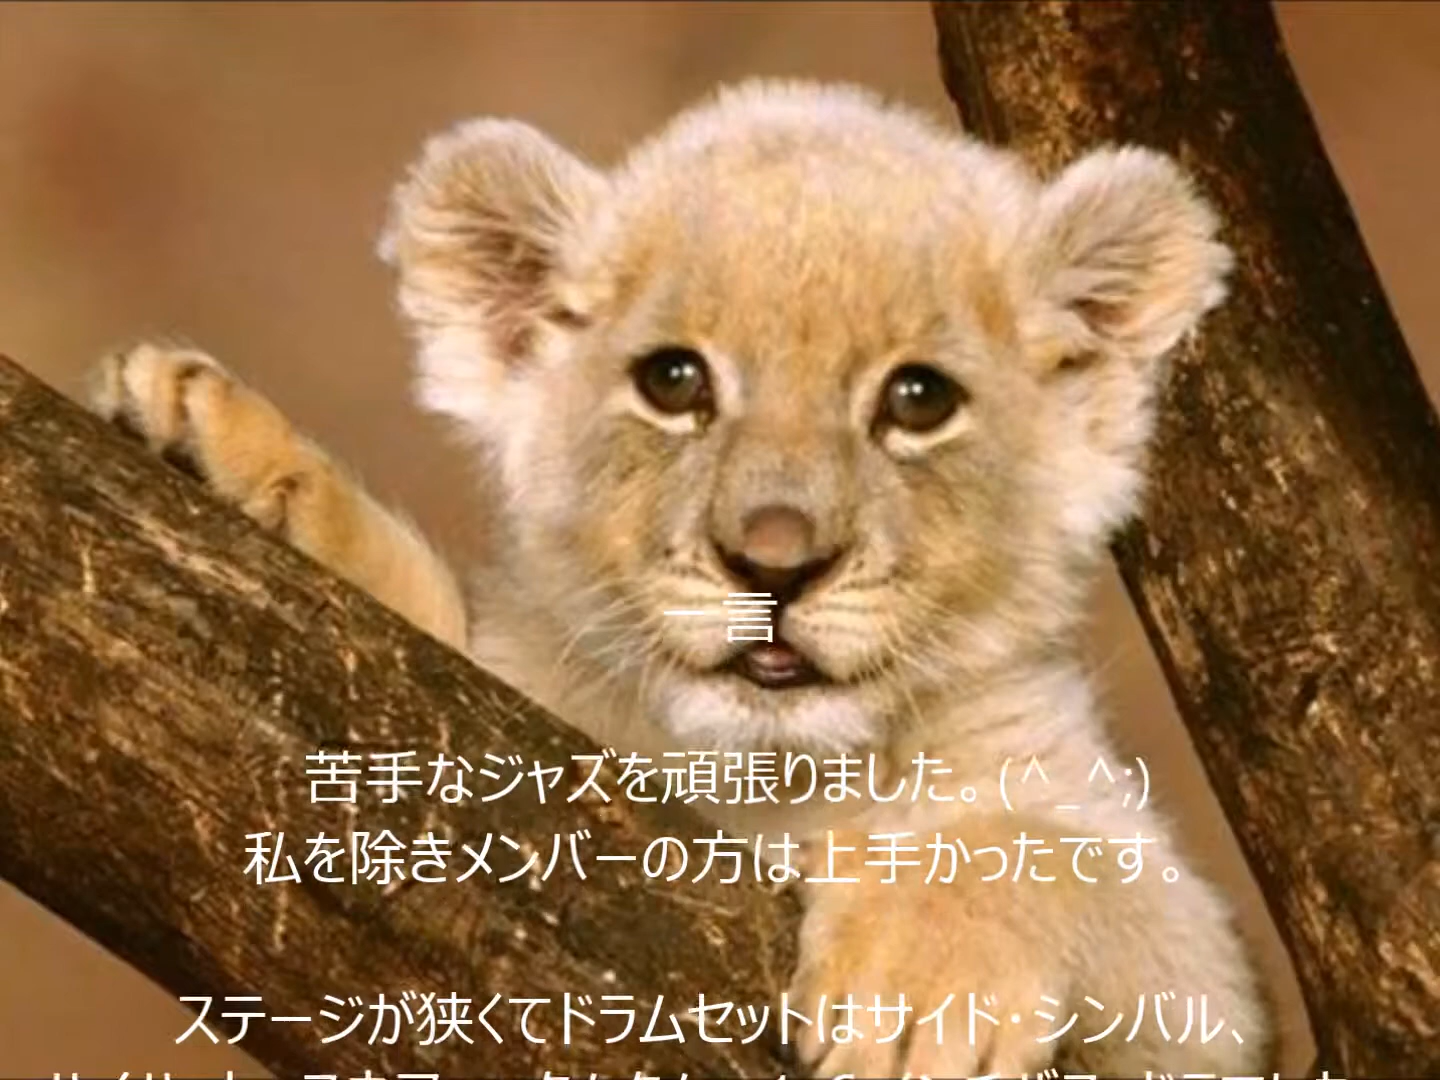 一言
苦手なジャズを頑張りました。(^_^;)
私を除きメンバーの方は上手かったです。
ステージが狭くてドラムセットはサイド・シンバル、